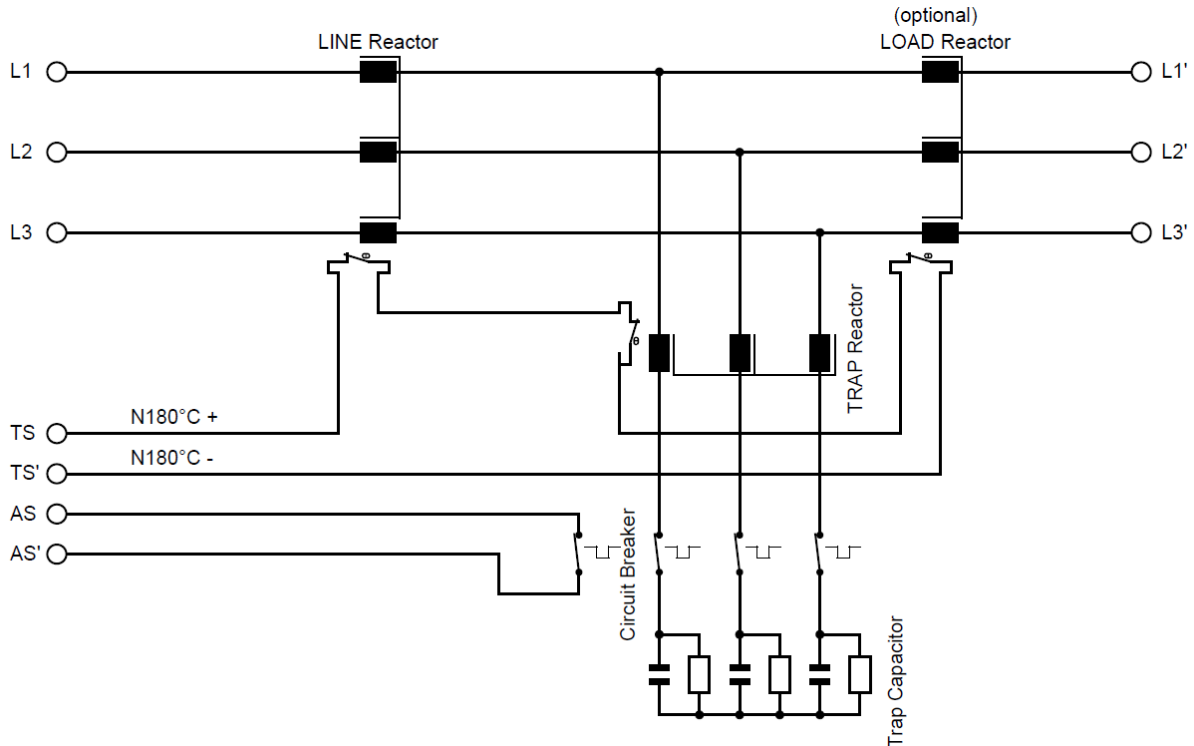 (optional)
LINE Reactor
LOAD Reactor
L1
L1'
L2
L2'
L3
L3'
θ
θ
θ
TRAP Reactor
TS
N180°C +
TS'
N180°C -
AS
AS'
Circuit Breaker
Trap Capacitor